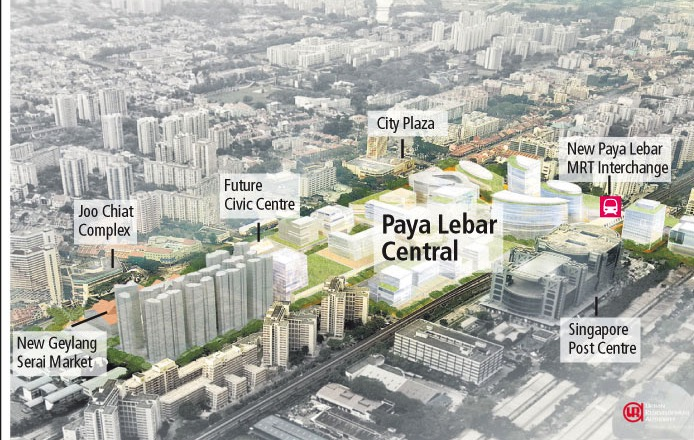 City Plaza
New Paya Lebar
MRT Interchange
Future
Civic Centre
Joo Chiat
Complex
Paya Lebar
Central
New Geylang
Serai Market
Singapore
Post Centre